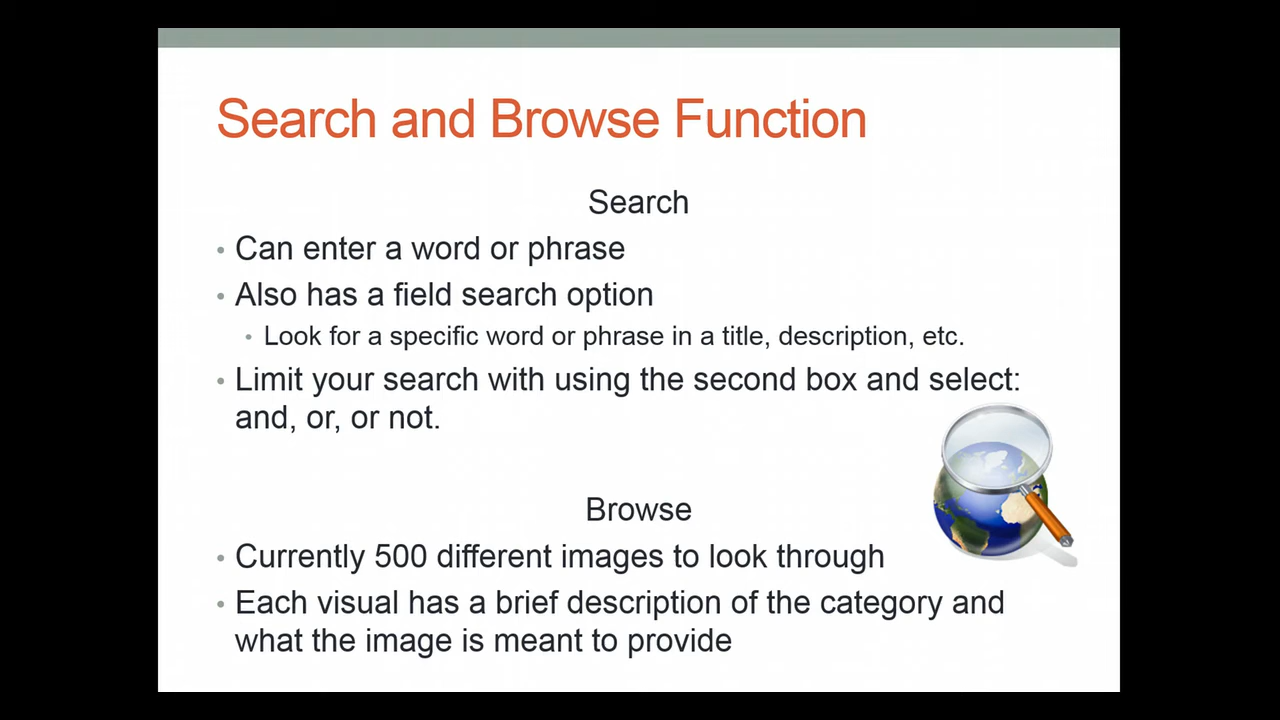 Search and Browse Function
Search
• Can enter a word or phrase
• Also has a field search option
• Look for a specific word or phrase in a title, description, etc.
• Limit your search with using the second box and select:
and, or, or not.
Browse
• Currently 500 different images to look through
• Each visual has a brief description of the category and
what the image is meant to provide